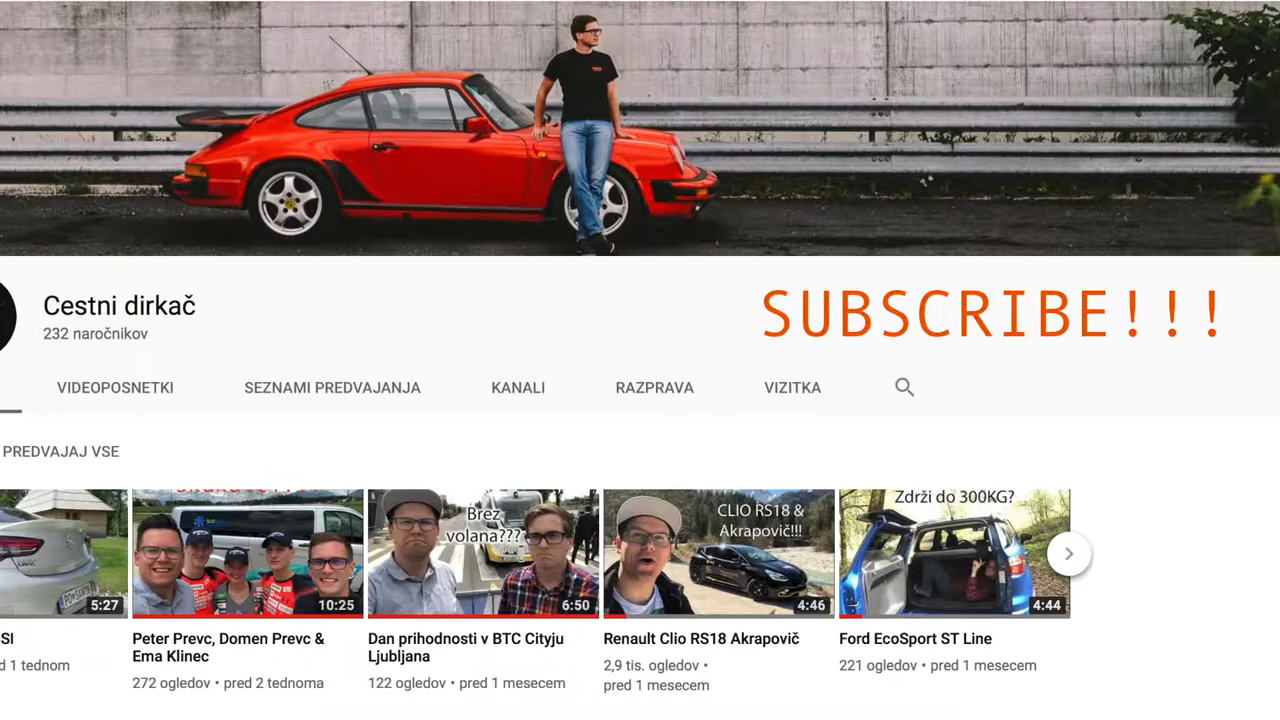 Cestni dirkač
232 naročnikov
SUBSCRIBE!!!
VIDEOPOSNETKI SEZNAMI PREDVAJANJA KANALI RAZPRAVA VIZITKA
PREDVAJAJ VSE
Brez
volana???
CLIO RS18 &
Akrapovič!!!
Zdrži do 300KG?
5:27
10:25
6:50
4:46
4:44
SI
d 1 tednom
Peter Prevc, Domen Prevc &
Ema Klinec
272 ogledov • pred 2 tednoma
Dan prihodnosti v BTC Cityju
Ljubljana
122 ogledov • pred 1 mesecem
Renault Clio RS18 Akrapovič
2,9 tis. ogledov •
pred 1 mesecem
Ford EcoSport ST Line
221 ogledov • pred 1 mesecem